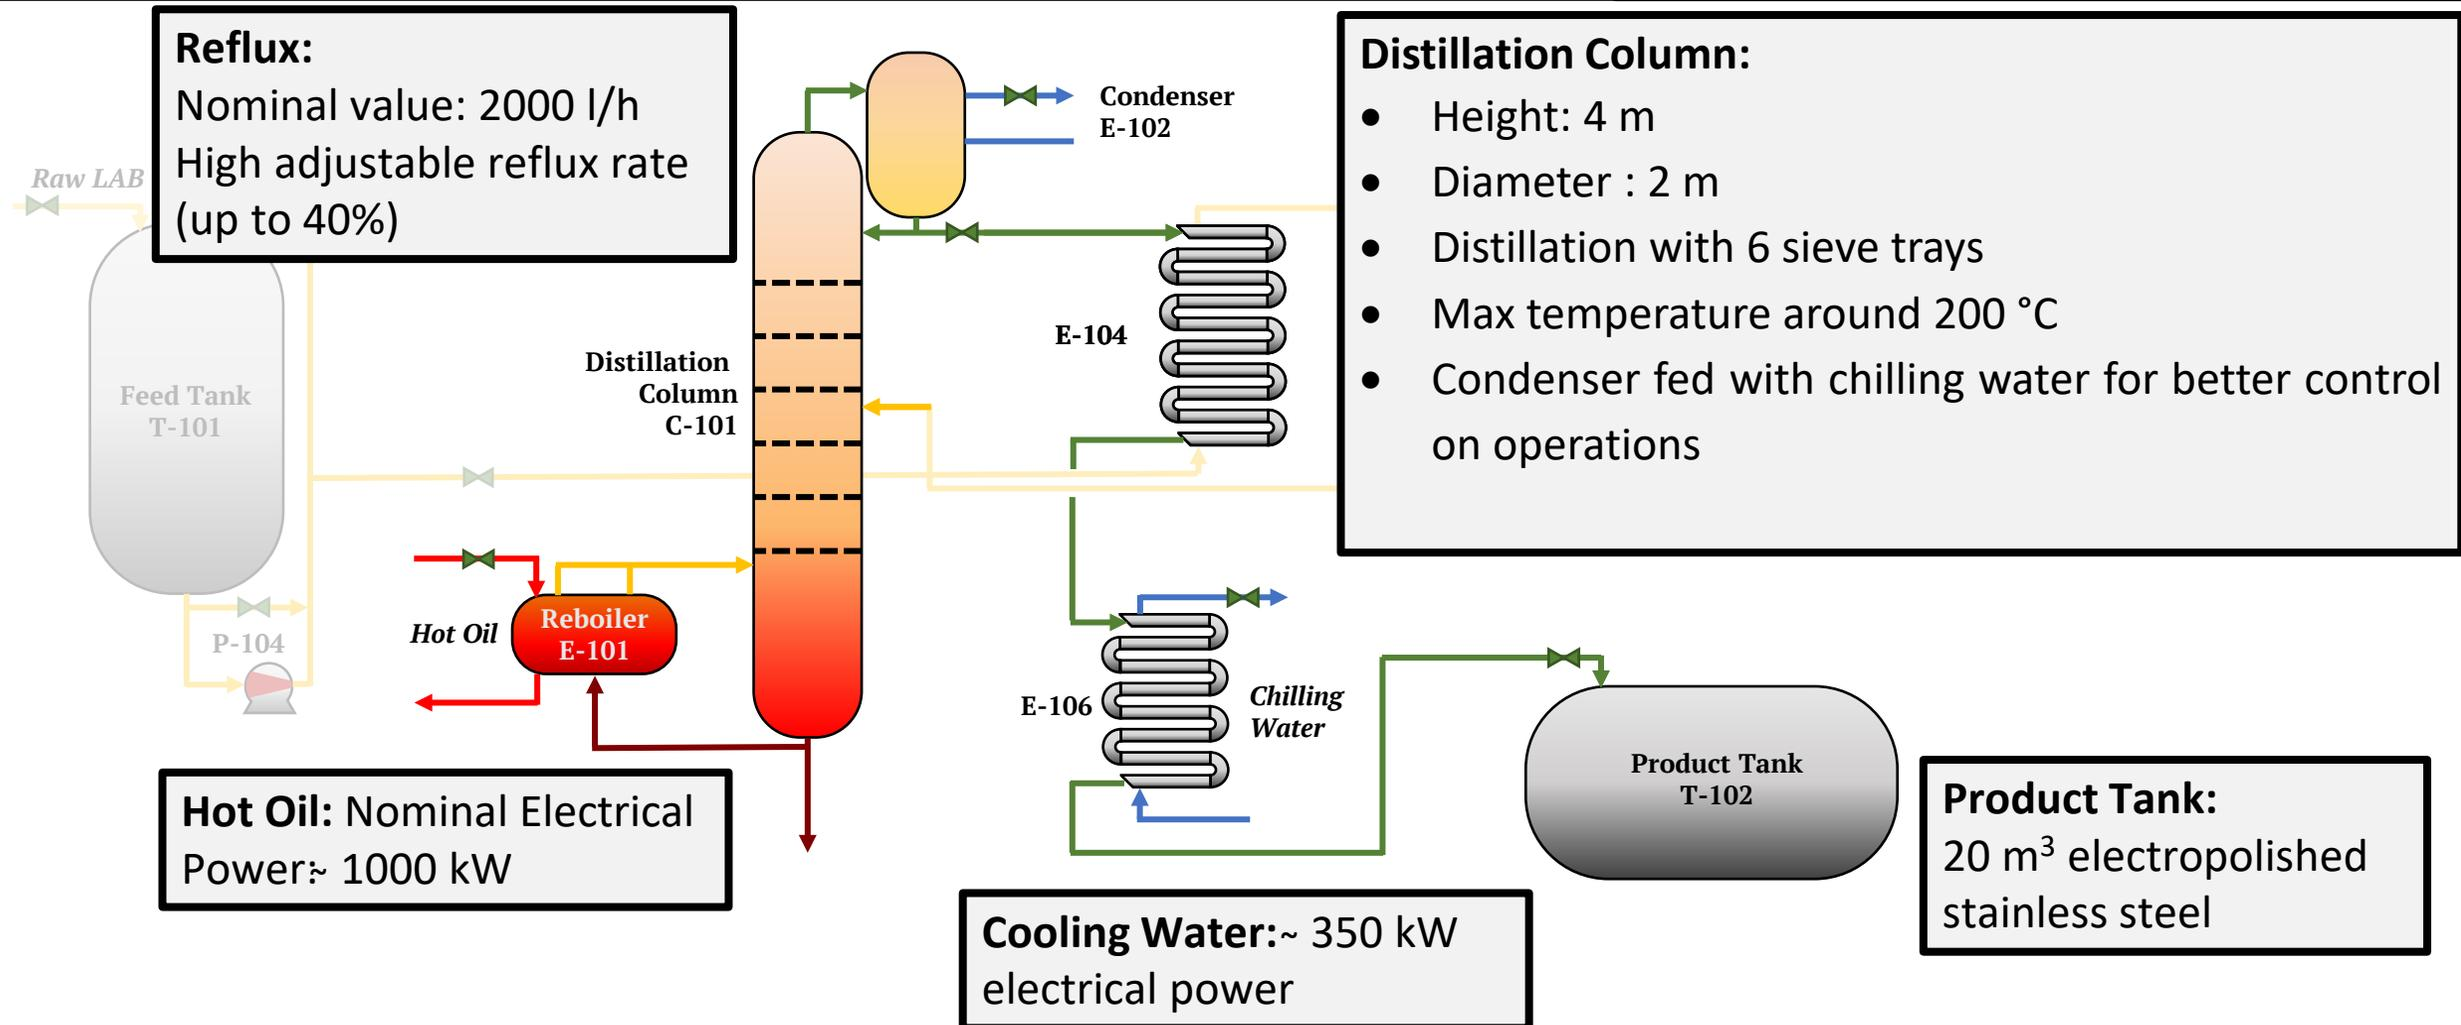 Reflux:
Nominal value: 2000 l/h
High adjustable reflux rate
(up to 40%)
Distillation Column:
• Height: 4 m
• Diameter : 2 m
• Distillation with 6 sieve trays
• Max temperature around 200 °C
• Condenser fed with chilling water for better control
on operations
Condenser
E-102
Raw LAB
E-104
Distillation
Column
C-101
Feed Tank
T-101
Hot Oil
Reboiler
E-101
P-104
E-106
Chilling
Water
Product Tank
T-102
Hot Oil: Nominal Electrical
Power:~ 1000 kW
Product Tank:
20 m³ electropolished
stainless steel
Cooling Water:~ 350 kW
electrical power